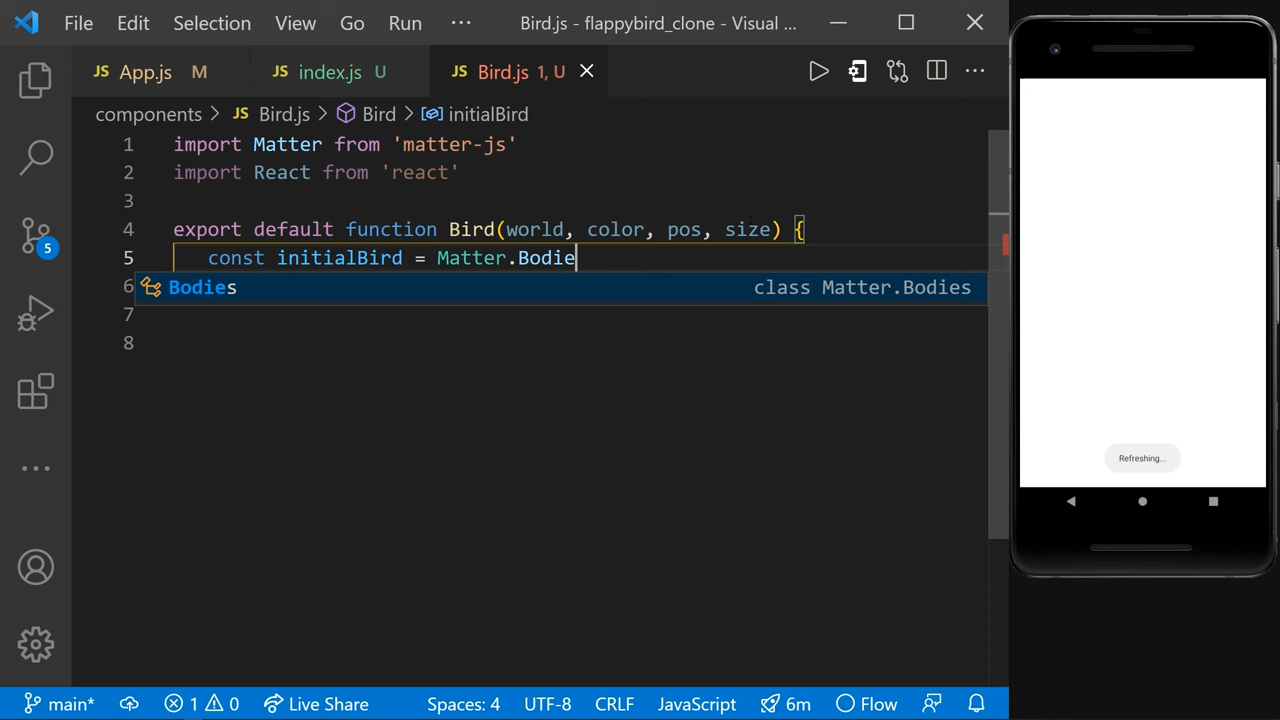 File Edit Selection View Go Run ··· Bird.js - flappybird_clone - Visual ...
JS App.js M JS index.js U JS Bird.js 1, U
components > JS Bird.js > Bird > initialBird
1 import Matter from 'matter-js'
2 import React from 'react'
3
4 export default function Bird(world, color, pos, size) {
5 const initialBird = Matter.Bodie
6 Bodies class Matter.Bodies
7
8
5
Refreshing...
main* 1 0 Live Share Spaces: 4 UTF-8 CRLF JavaScript 6m Flow